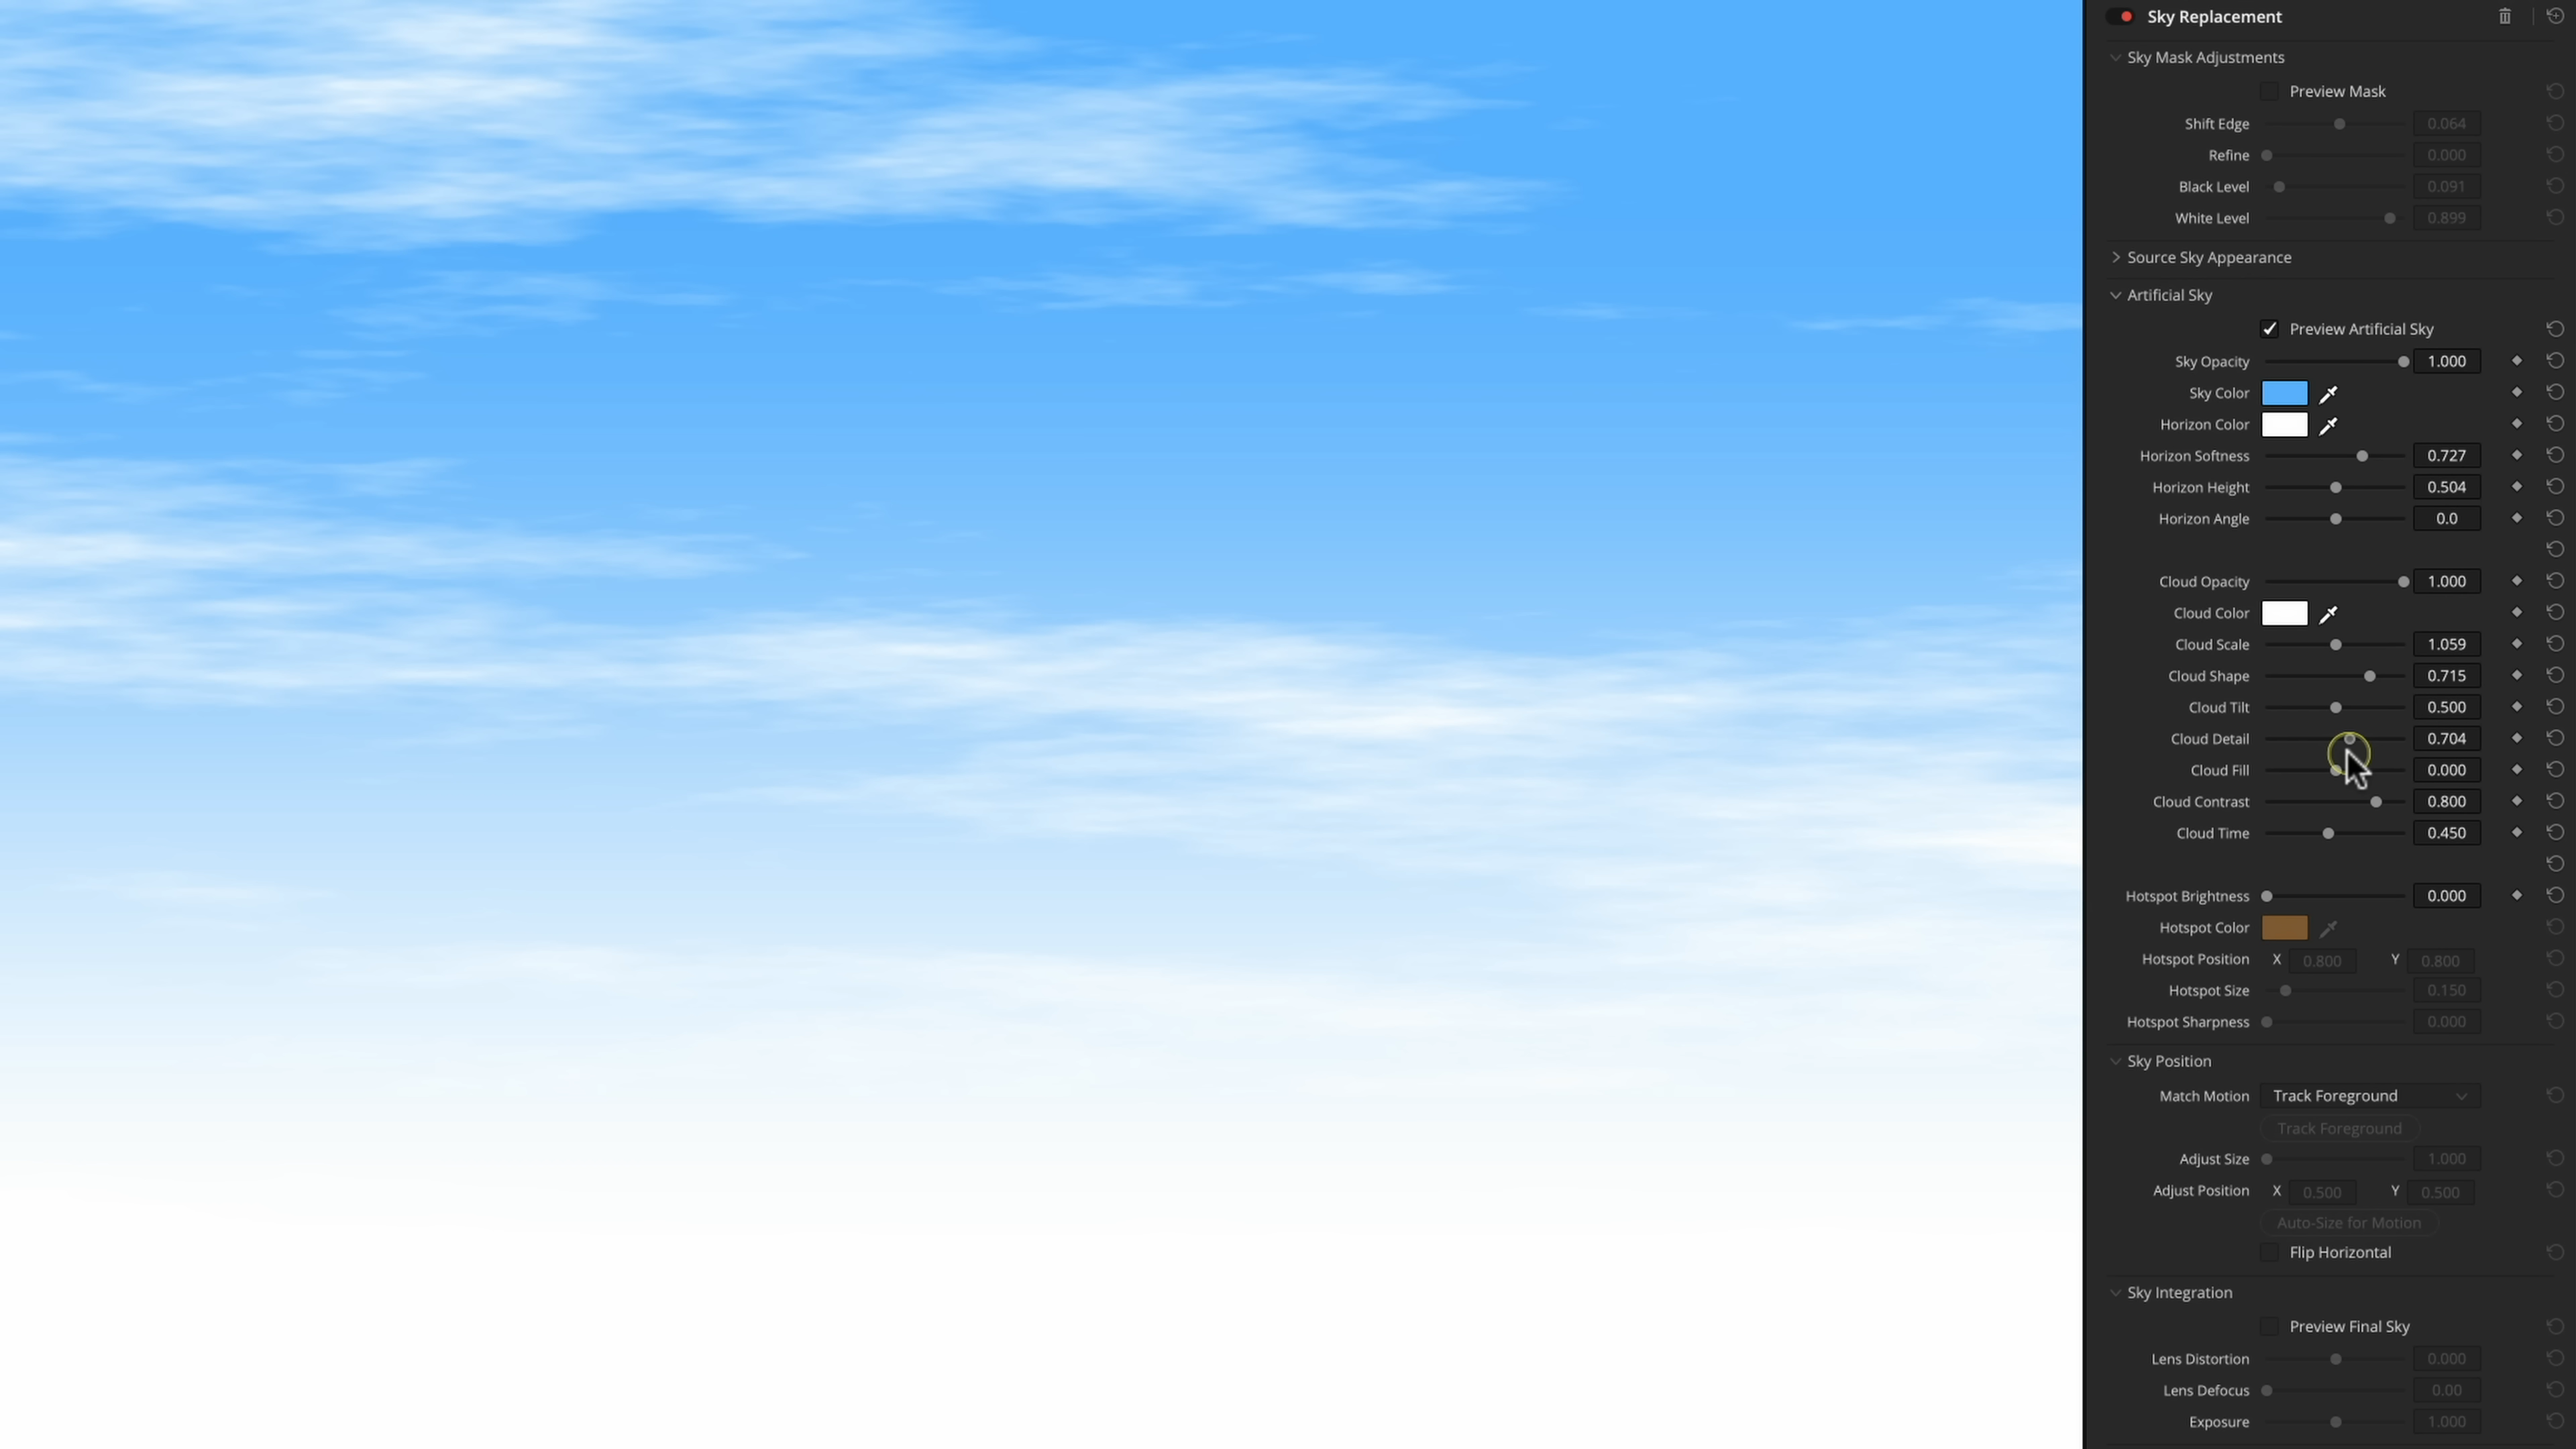 Sky Replacement
Sky Mask Adjustments
Preview Mask
Shift Edge 0.064
Refine 0.000
Black Level 0.091
White Level 0.899
Source Sky Appearance
Artificial Sky
Preview Artificial Sky
Sky Opacity 1.000
Sky Color
Horizon Color
Horizon Softness 0.727
Horizon Height 0.504
Horizon Angle 0.0
Cloud Opacity 1.000
Cloud Color
Cloud Scale 1.059
Cloud Shape 0.715
Cloud Tilt 0.500
Cloud Detail 0.704
Cloud Fill 0.000
Cloud Contrast 0.800
Cloud Time 0.450
Hotspot Brightness 0.000
Hotspot Color
Hotspot Position X 0.800 Y 0.800
Hotspot Size 0.150
Hotspot Sharpness 0.000
Sky Position
Match Motion Track Foreground
Track Foreground
Adjust Size 1.000
Adjust Position X 0.500 Y 0.500
Auto-Size for Motion
Flip Horizontal
Sky Integration
Preview Final Sky
Lens Distortion 0.000
Lens Defocus 0.00
Exposure 1.000